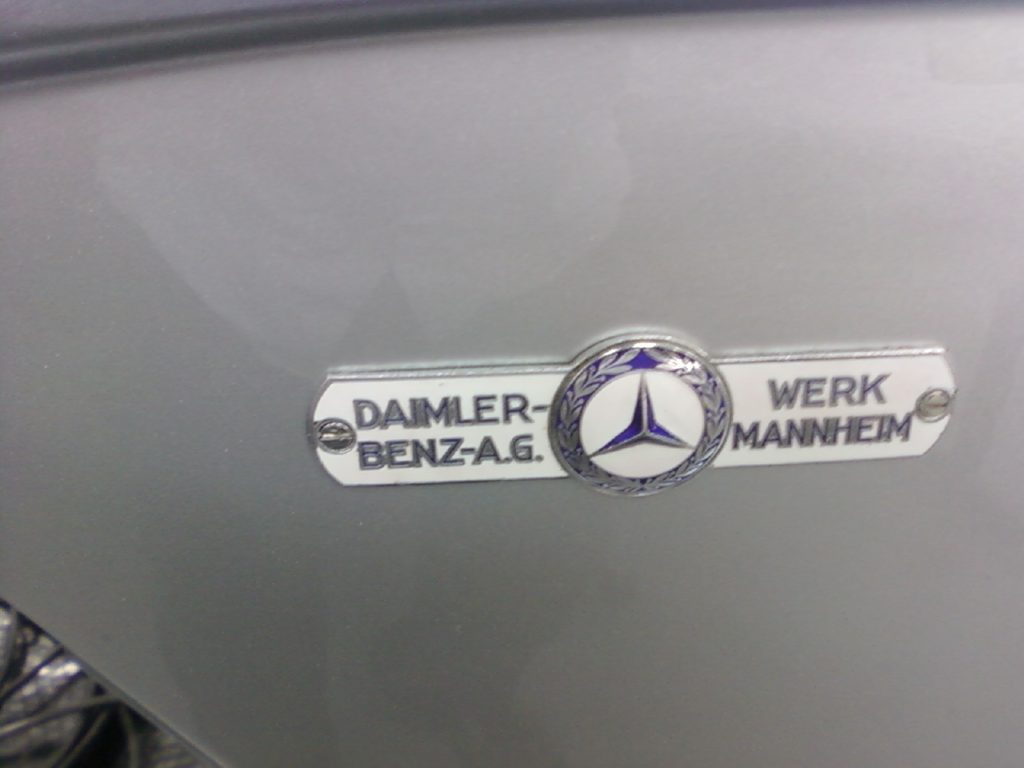 DAIMLER-
BENZ-A.G.
WERK
MANNHEIM